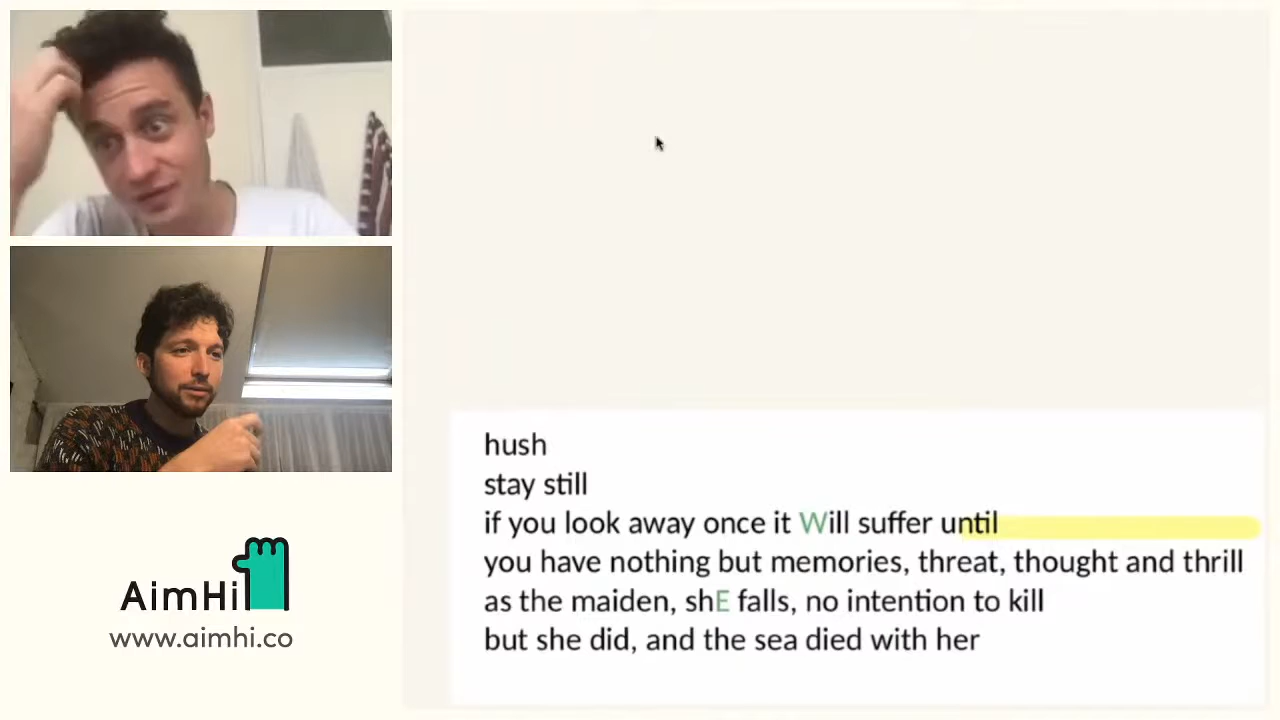 AimHi
www.aimhi.co
hush
stay still
if you look away once it Will suffer until
you have nothing but memories, threat, thought and thrill
as the maiden, shE falls, no intention to kill
but she did, and the sea died with her